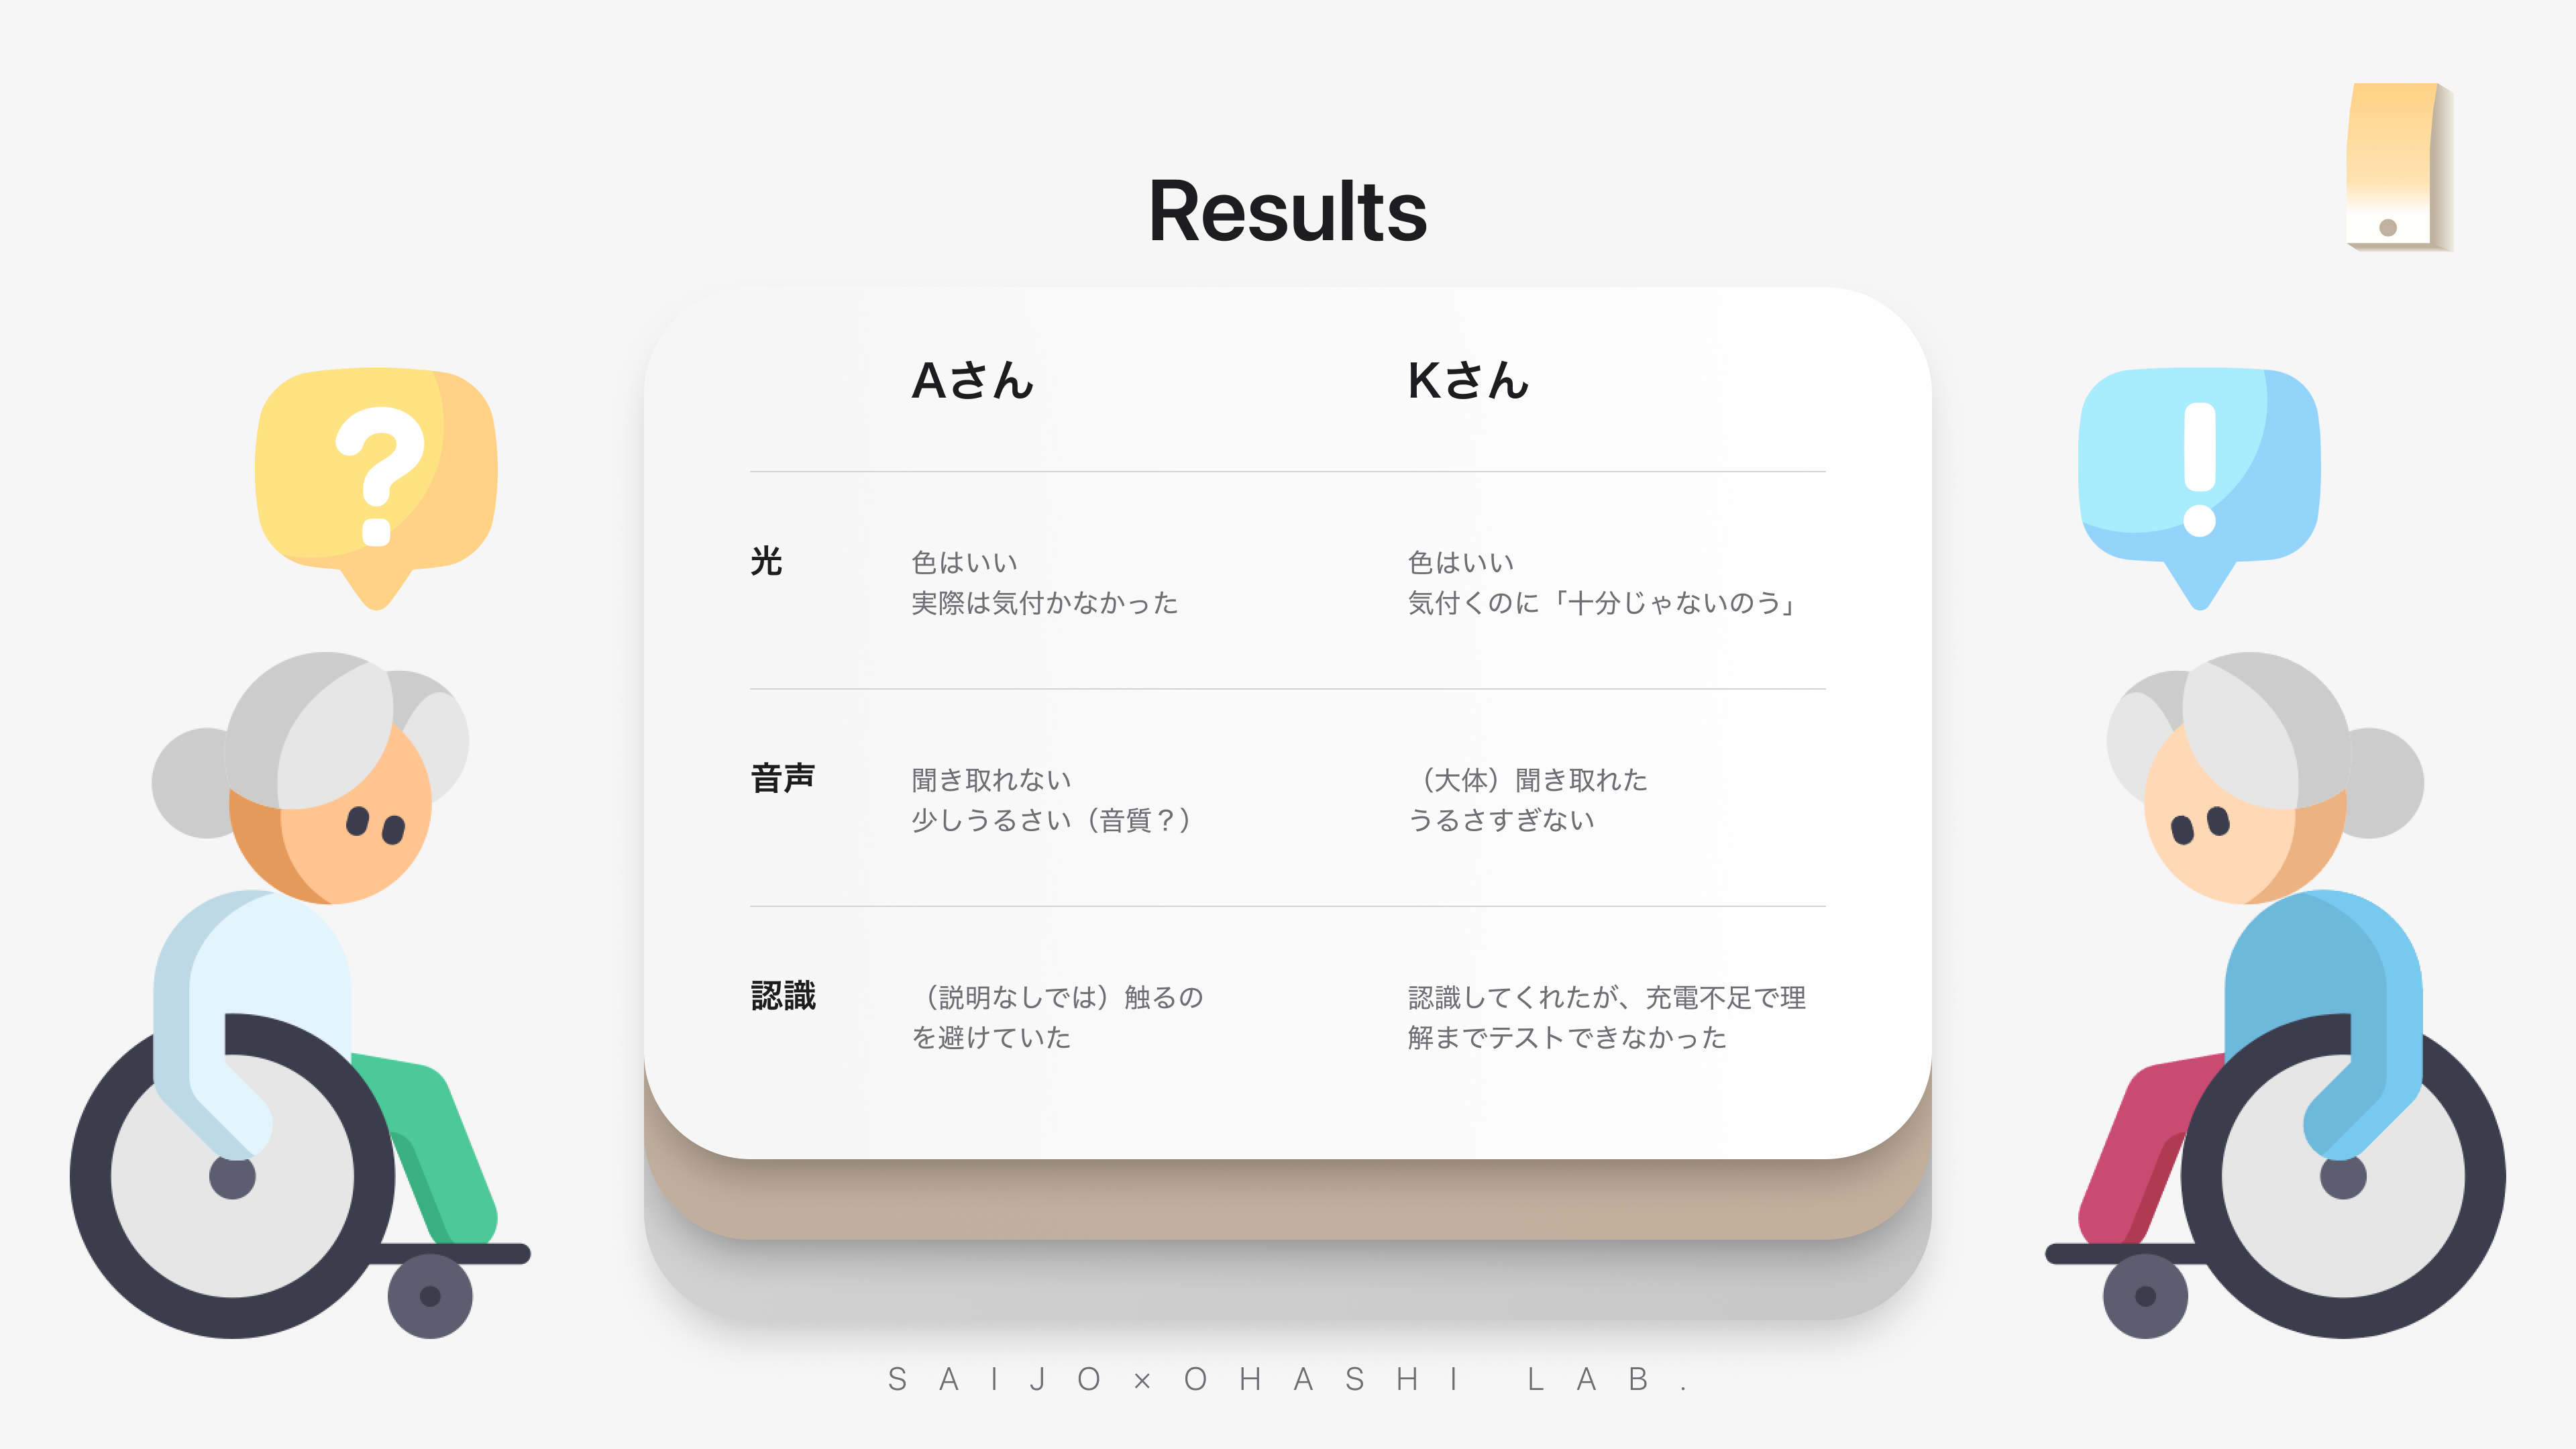 Results
Aさん Kさん
光
色はいい
実際は気付かなかった
色はいい
気付くのに「十分じゃないのう」
音声
聞き取れない
少しうるさい（音質？）
（大体）聞き取れた
うるさすぎない
認識
（説明なしでは）触るの
を避けていた
認識してくれたが、充電不足で理
解までテストできなかった
?
!
SAIJO×OHASHI LAB.